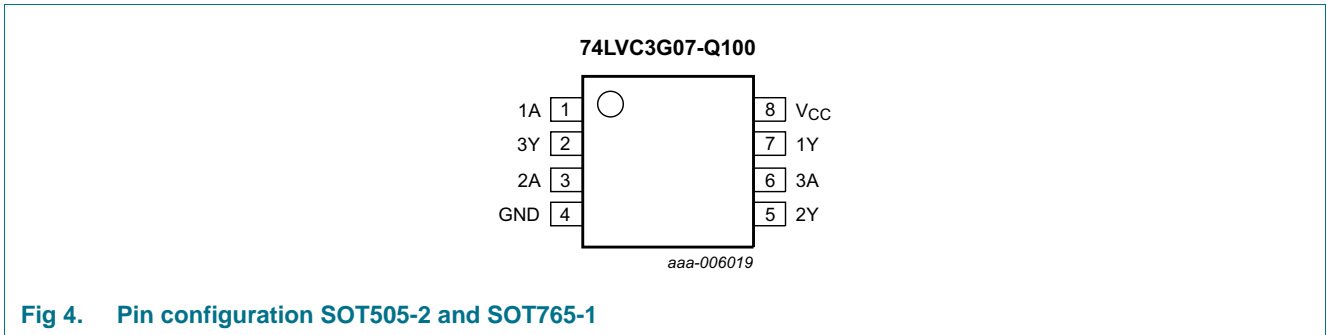 74LVC3G07-Q100
1A 1 8 VCC
3Y 2 7 1Y
2A 3 6 3A
GND 4 5 2Y
aaa-006019
Fig 4. Pin configuration SOT505-2 and SOT765-1